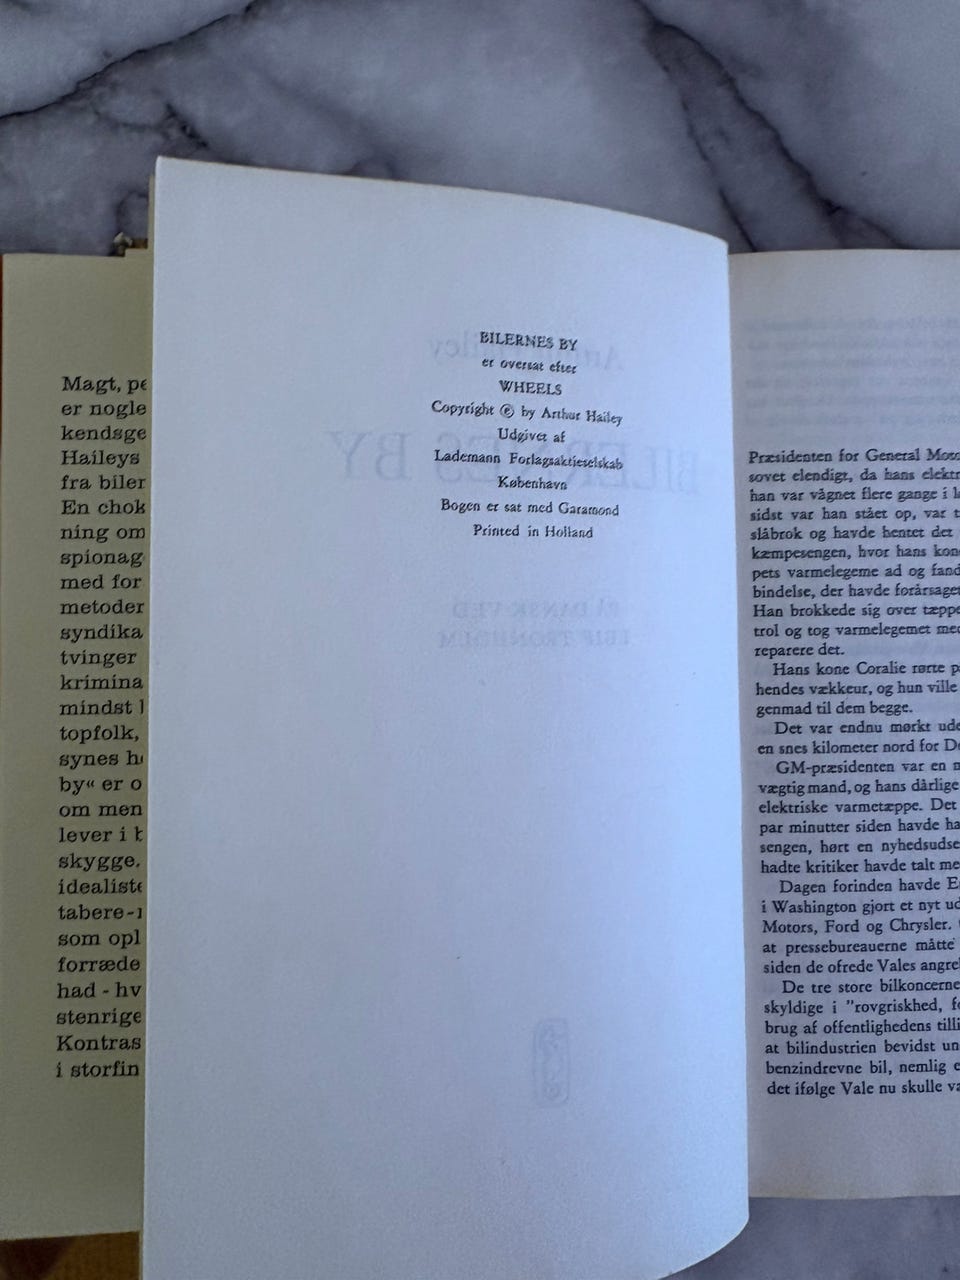 Magt, pe
er nogle
kendsge
Haileys
fra biler
En chok
ning om
spionag
med for
metoder
syndika
tvinger
krimina
mindst
topfolk,
synes h
by« er o
om men
lever i b
skygge.
idealiste
tabere -
som opl
forræde
had - hv
stenrige
Kontras
i storfin
BILERNES BY
er oversat efter
WHEELS
Copyright © by Arthur Hailey
Udgivet af
Lademann Forlagsaktieselskab
København
Bogen er sat med Garamond
Printed in Holland
BILERNES BY
PÅ DANSK VED
Præsidenten for General Moto
sovet elendigt, da hans elektr
han var vågnet flere gange i l
sidst var han stået op, var t
slåbrok og havde hentet det
kæmpesengen, hvor hans kon
pets varmelegeme ad og fand
bindelse, der havde forårsaget
Han brokkede sig over tæppe
trol og tog varmelegemet med
reparere det.
Hans kone Coralie rørte p
hendes vækkeur, og hun ville
genmad til dem begge.
Det var endnu mørkt ude
en snes kilometer nord for De
GM-præsidenten var en m
vægtig mand, og hans dårlige
elektriske varmetæppe. Det
par minutter siden havde ha
sengen, hørt en nyhedsudse
hadte kritiker havde talt me
Dagen forinden havde E
i Washington gjort et nyt ud
Motors, Ford og Chrysler.
at pressebureauerne måtte
siden de ofrede Vales angre
De tre store bilkoncerne
skyldige i "rovgriskhed, f
brug af offentlighedens tilli
at bilindustrien bevidst un
benzindrevne bil, nemlig e
det ifølge Vale nu skulle va